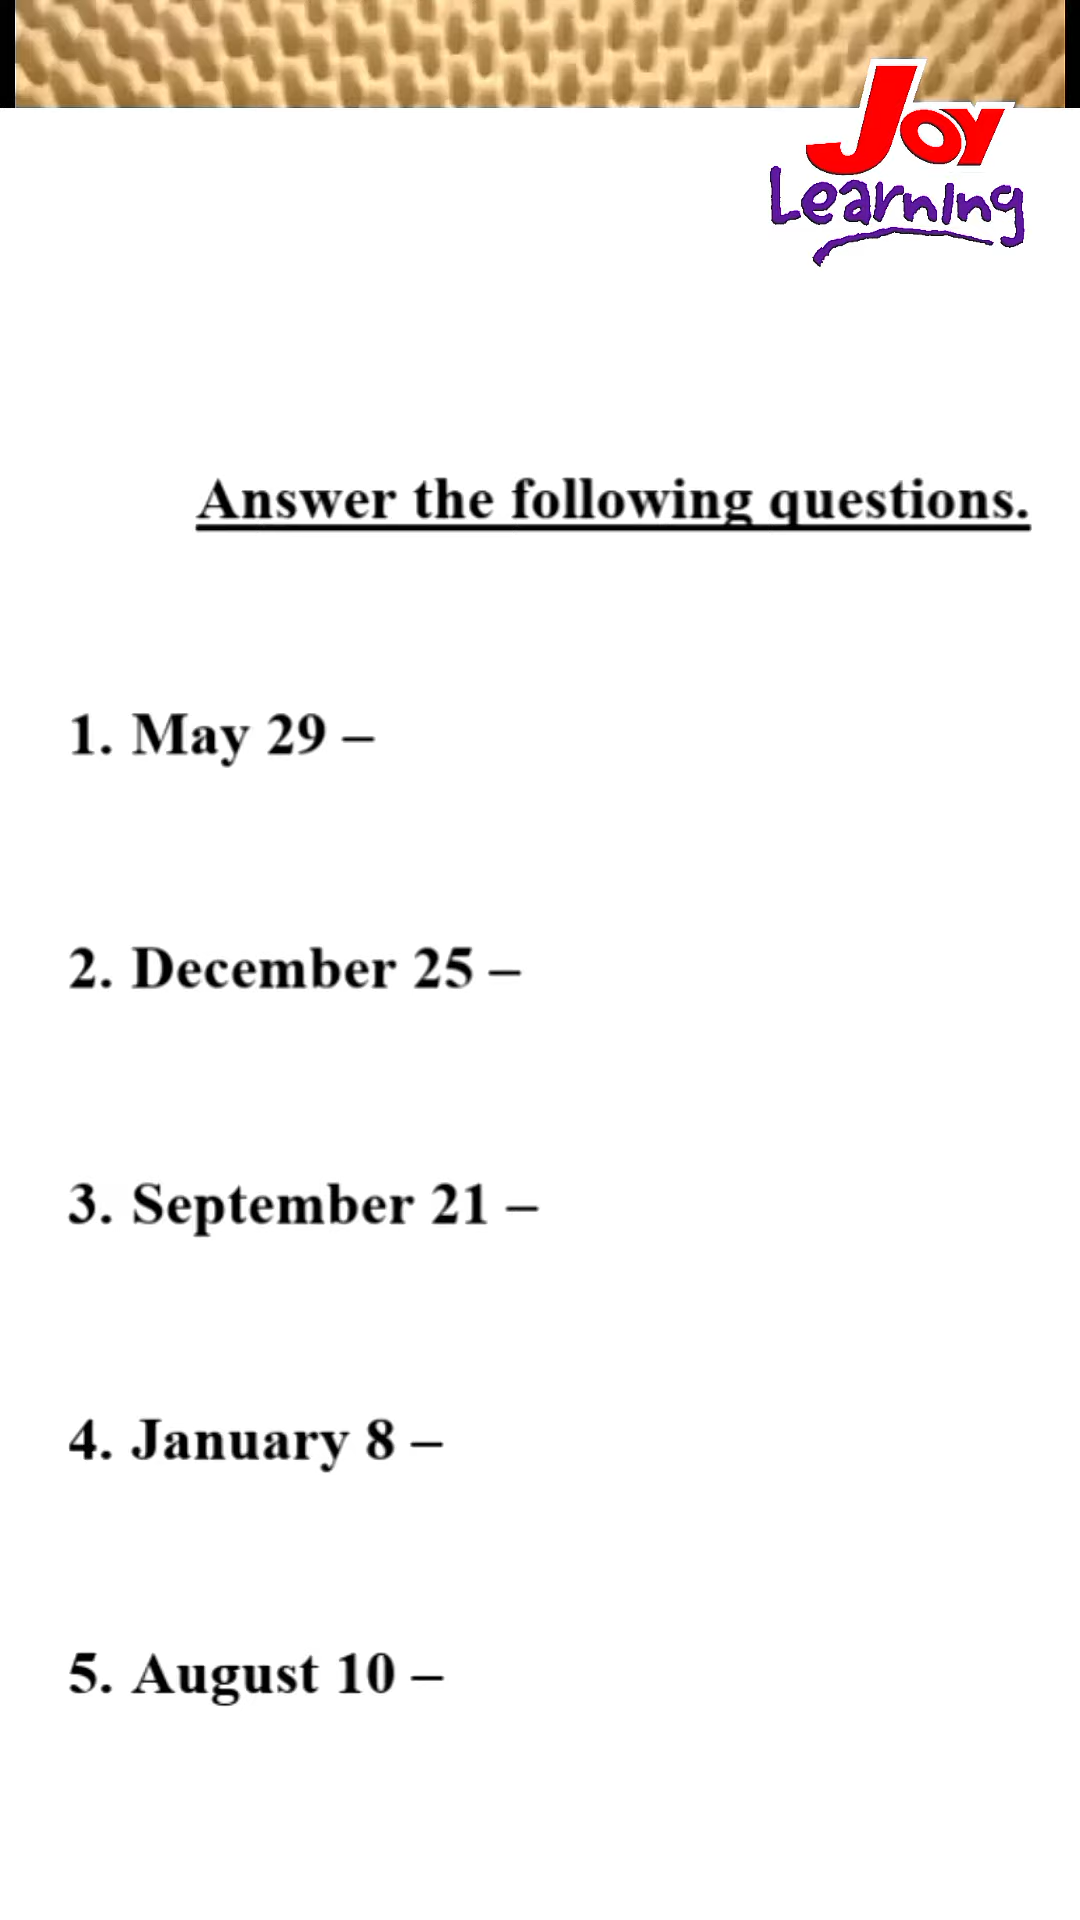 Joy
Learning
Answer the following questions.
1. May 29 –
2. December 25 –
3. September 21 –
4. January 8 –
5. August 10 –